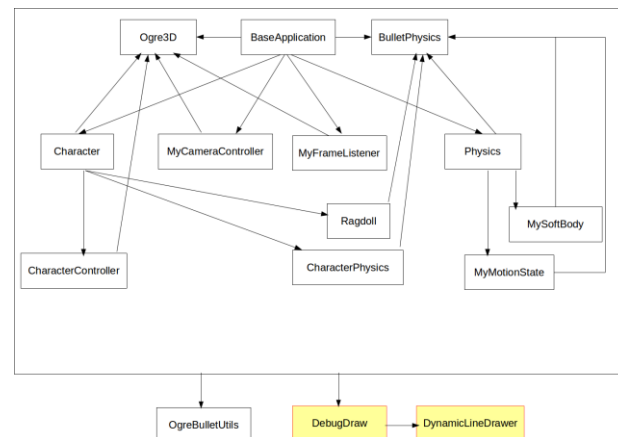 Ogre3D
BaseApplication
BulletPhysics
Character
MyCameraController
MyFrameListener
Physics
Ragdoll
MySoftBody
CharacterController
CharacterPhysics
MyMotionState
OgreBulletUtils
DebugDraw
DynamicLineDrawer